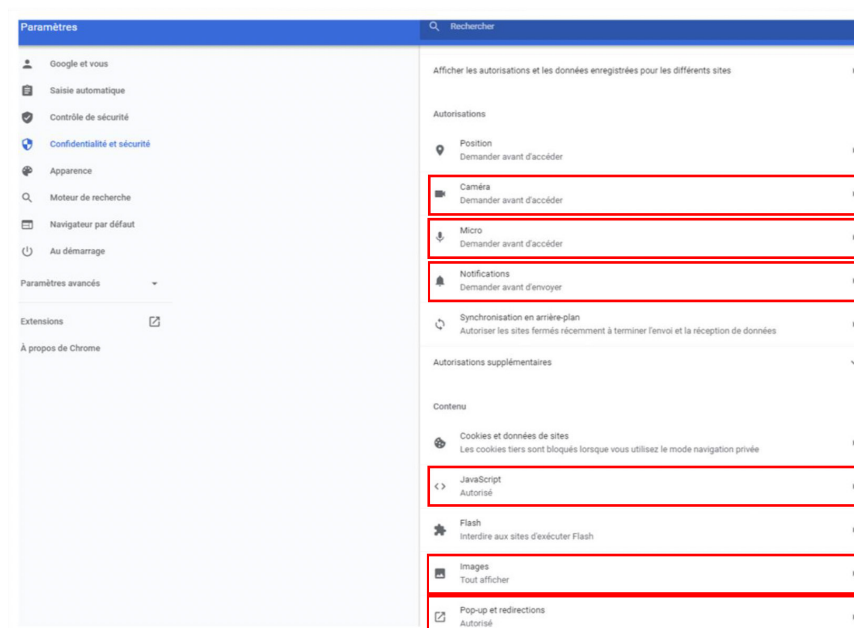 Paramètres
Rechercher
Google et vous
Saisie automatique
Contrôle de sécurité
Confidentialité et sécurité
Apparence
Moteur de recherche
Navigateur par défaut
Au démarrage
Paramètres avancés
Extensions
À propos de Chrome
Afficher les autorisations et les données enregistrées pour les différents sites
Autorisations
Position
Demander avant d'accéder
Caméra
Demander avant d'accéder
Micro
Demander avant d'accéder
Notifications
Demander avant d'envoyer
Synchronisation en arrière-plan
Autoriser les sites fermés récemment à terminer l'envoi et la réception de données
Autorisations supplémentaires
Contenu
Cookies et données de sites
Les cookies tiers sont bloqués lorsque vous utilisez le mode navigation privée
JavaScript
Autorisé
Flash
Interdire aux sites d'exécuter Flash
Images
Tout afficher
Pop-up et redirections
Autorisé